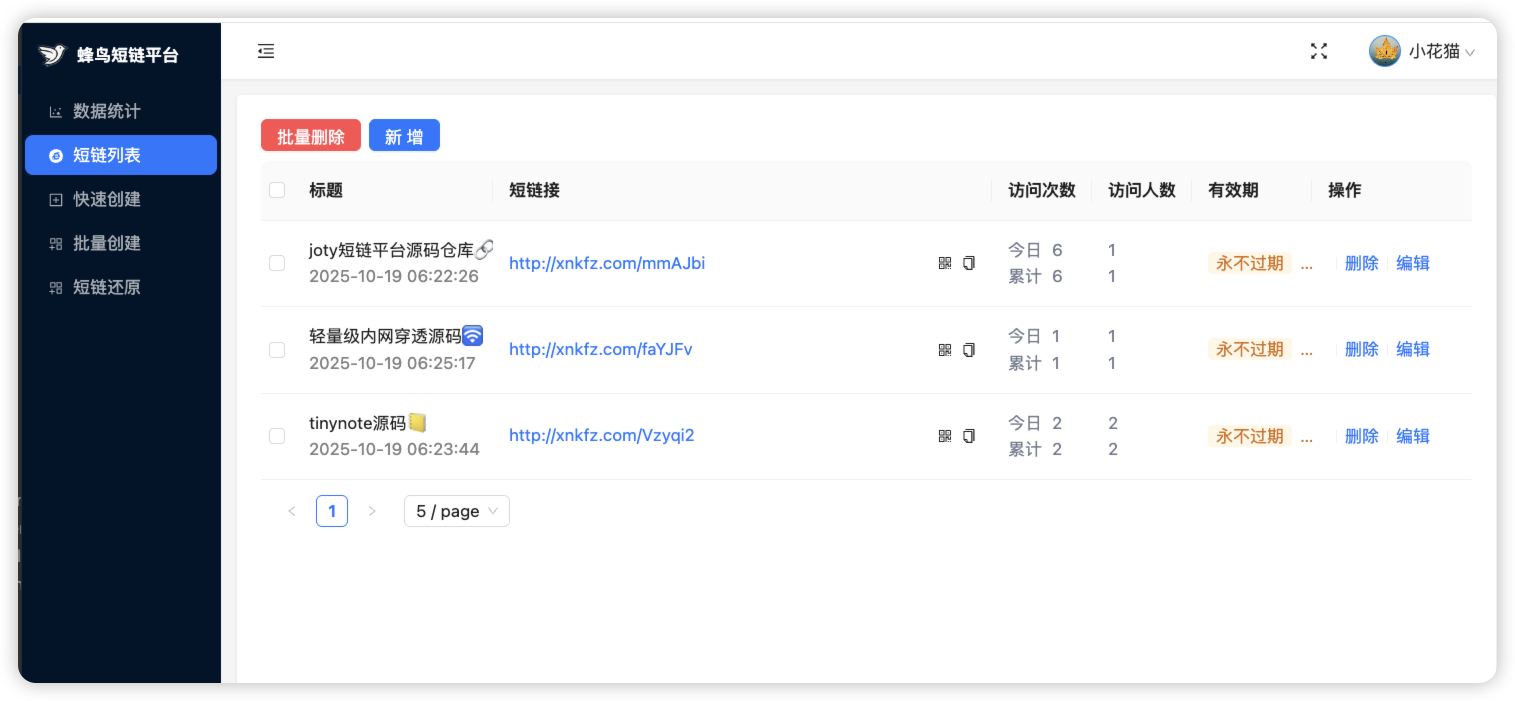 蜂鸟短链平台
小花猫
数据统计
短链列表
快速创建
批量创建
短链还原
批量删除 新 增
标题 短链接 访问次数 访问人数 有效期 操作
joty短链平台源码仓库🔗
2025-10-19 06:22:26
http://xnkfz.com/mmAJbi
今日 6 1
累计 6 1
永不过期 ... 删除 编辑
轻量级内网穿透源码🛜
2025-10-19 06:25:17
http://xnkfz.com/faYJFv
今日 1 1
累计 1 1
永不过期 ... 删除 编辑
tinynote源码📒
2025-10-19 06:23:44
http://xnkfz.com/Vzyqi2
今日 2 2
累计 2 2
永不过期 ... 删除 编辑
< 1 > 5 / page